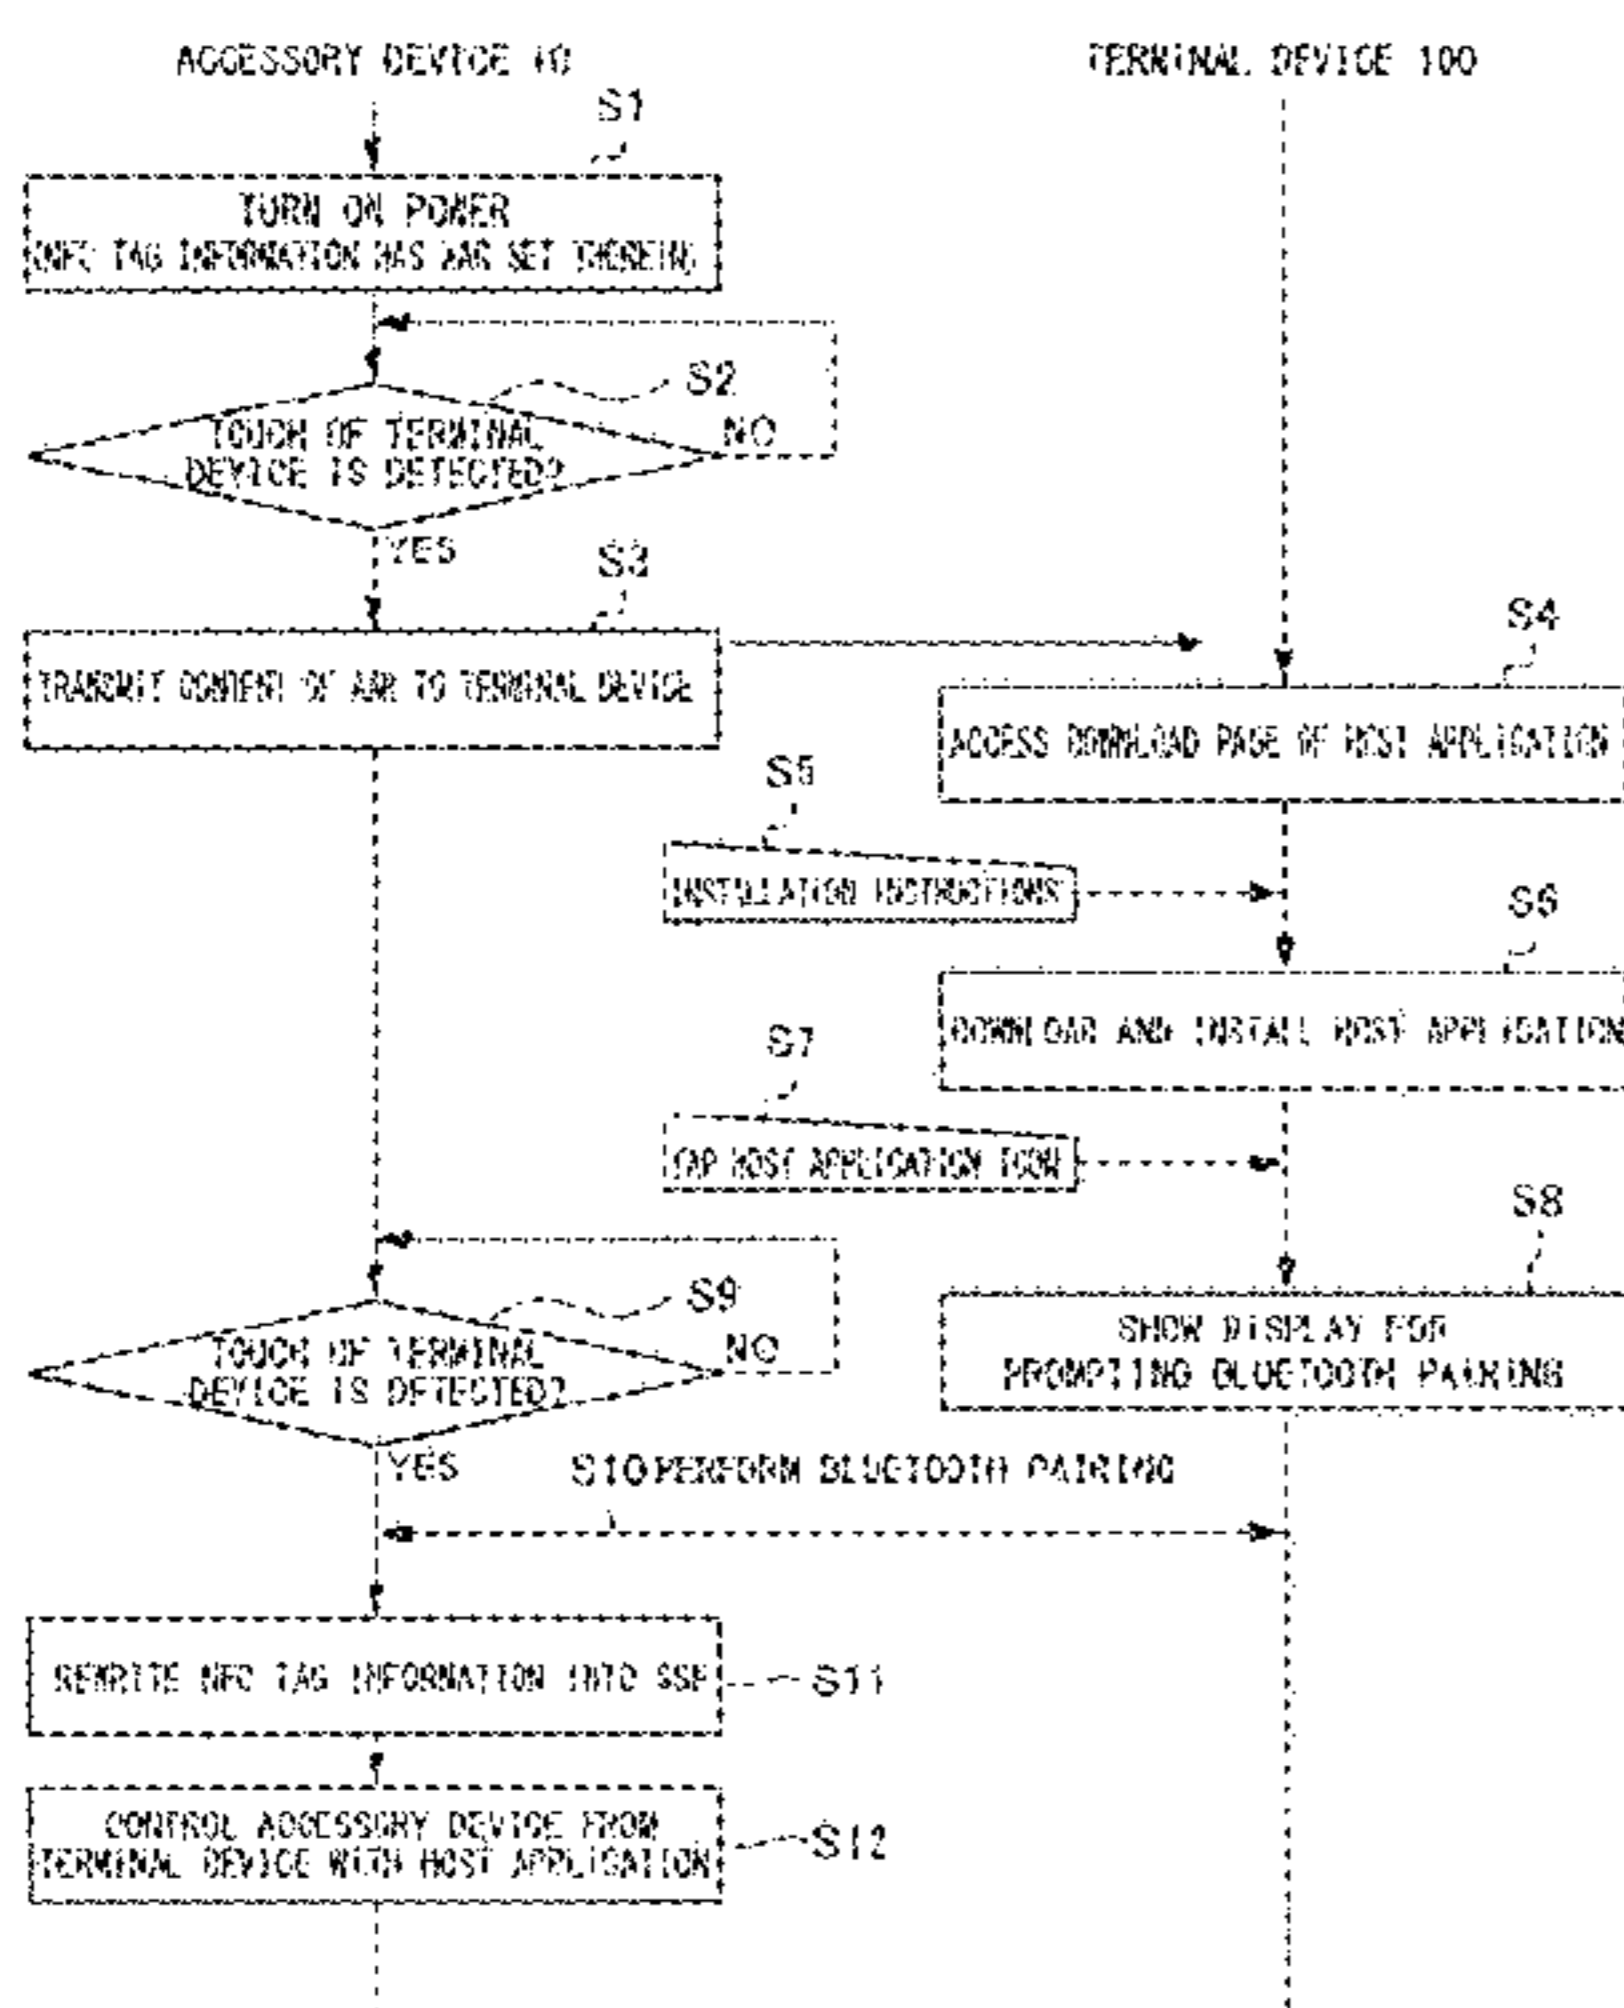 ACCESSORY DEVICE 10
TERMINAL DEVICE 100
S1
TURN ON POWER
(NFC TAG INFORMATION HAS AAR SET THEREIN)
S2
TOUCH OF TERMINAL
DEVICE IS DETECTED?
NO
YES
S3
TRANSMIT CONTENT OF AAR TO TERMINAL DEVICE
S4
ACCESS DOWNLOAD PAGE OF HOST APPLICATION
S5
INSTALLATION INSTRUCTIONS
S6
DOWNLOAD AND INSTALL HOST APPLICATION
S7
TAP HOST APPLICATION ICON
S8
SHOW DISPLAY FOR
PROMPTING BLUETOOTH PAIRING
S9
TOUCH OF TERMINAL
DEVICE IS DETECTED?
NO
YES
S10 PERFORM BLUETOOTH PAIRING
REWRITE NFC TAG INFORMATION INTO SSP
S11
CONTROL ACCESSORY DEVICE FROM
TERMINAL DEVICE WITH HOST APPLICATION
S12